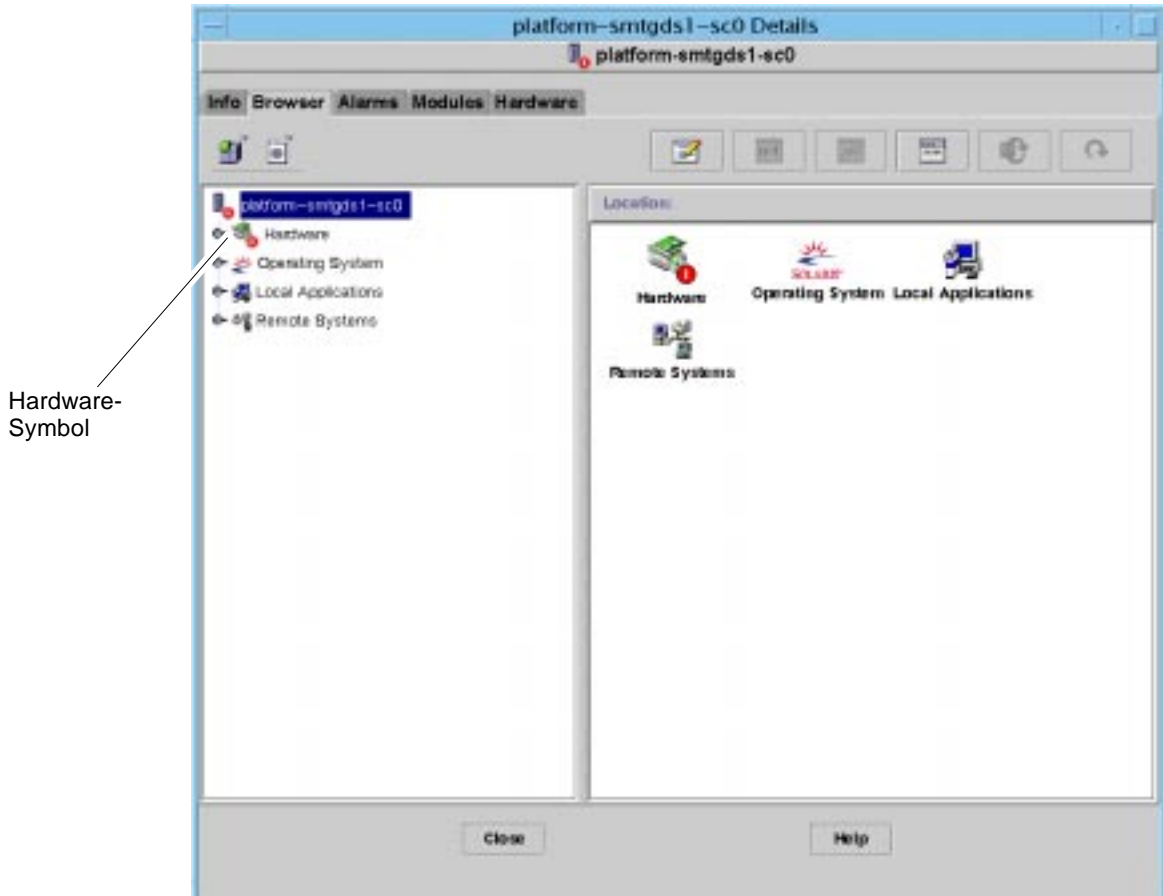 platform-smtgds1-sc0 Details
platform-smtgds1-sc0
Info Browser Alarms Modules Hardware
platform-smtgds1-sc0
Location:
Hardware
Operating System
Local Applications
Remote Systems
SOLARIS
Hardware Operating System Local Applications
Remote Systems
Hardware-
Symbol
Close Help